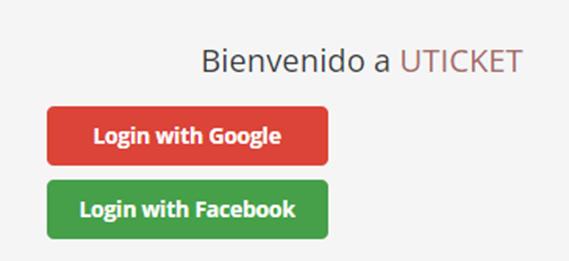 Bienvenido a UTICKET
Login with Google
Login with Facebook